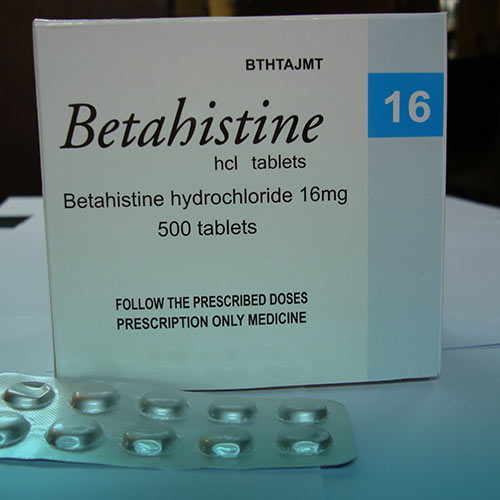 BTHTAJMT
16
Betahistine
hcl tablets
Betahistine hydrochloride 16mg
500 tablets
FOLLOW THE PRESCRIBED DOSES
PRESCRIPTION ONLY MEDICINE